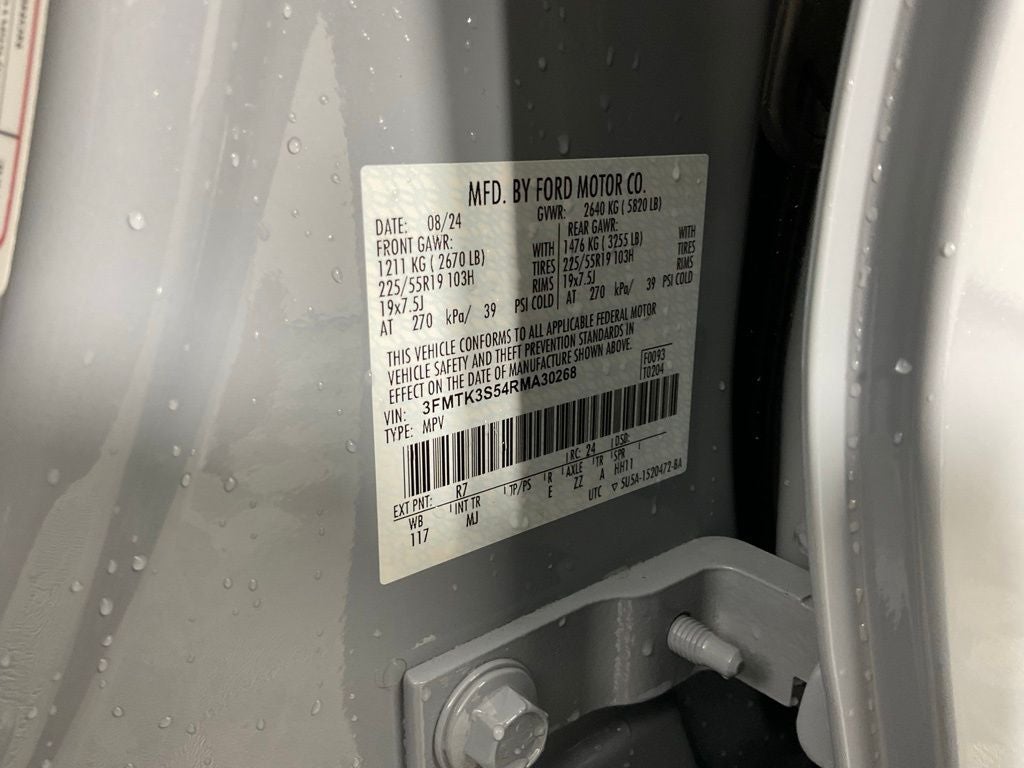 MFD. BY FORD MOTOR CO.
DATE: 08/24 GVWR: 2640 KG ( 5820 LB)
FRONT GAWR: REAR GAWR:
1211 KG ( 2670 LB) WITH 1476 KG ( 3255 LB) WITH
225/55R19 103H TIRES 225/55R19 103H TIRES
19x7.5J RIMS 19x7.5J RIMS
AT 270 kPa/ 39 PSI COLD AT 270 kPa/ 39 PSI COLD
THIS VEHICLE CONFORMS TO ALL APPLICABLE FEDERAL MOTOR
VEHICLE SAFETY AND THEFT PREVENTION STANDARDS IN
EFFECT ON THE DATE OF MANUFACTURE SHOWN ABOVE.
F0093
T0204
VIN: 3FMTK3S54RMA30268
TYPE: MPV
EXT PNT: R7 RC: 24 DSO:
WB INT TR TP/PS R AXLE TR SPR
117 MJ E ZZ A HH11
UTC ▽ SU5A-1520472-BA